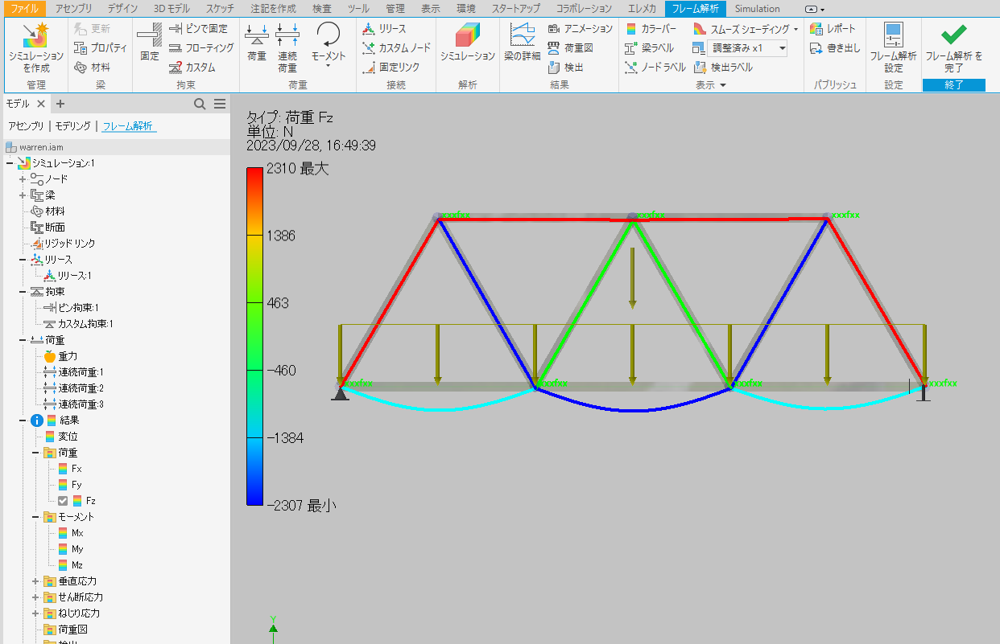 ファイル アセンブリ デザイン 3D モデル スケッチ 注記を作成 検査 ツール 管理 表示 環境 スタートアップ コラボレーション エレメカ フレーム解析 Simulation
シミュレーション
を作成
管理
更新
プロパティ
材料
梁
固定
ピンで固定
フローティング
カスタム
拘束
荷重
連続
荷重
モーメント
荷重
リリース
カスタム ノード
固定リンク
接続
シミュレーション
解析
梁の詳細
アニメーション
荷重図
検出
結果
カラーバー
梁ラベル
ノードラベル
スムーズ シェーディング
調整済み x1
検出ラベル
表示
レポート
書き出し
パブリッシュ
フレーム解析
設定
設定
フレーム解析 を
完了
終了
モデル
アセンブリ モデリング フレーム解析
warren.iam
シミュレーション:1
ノード
梁
材料
断面
リジッド リンク
リリース
リリース:1
拘束
ピン拘束:1
カスタム拘束:1
荷重
重力
連続荷重:1
連続荷重:2
連続荷重:3
結果
変位
荷重
Fx
Fy
Fz
モーメント
Mx
My
Mz
垂直応力
せん断応力
ねじり応力
荷重図
タイプ: 荷重 Fz
単位: N
2023/09/28, 16:49:39
2310 最大
1386
463
-460
-1384
-2307 最小
xxxfxx
xxxfxx
xxxfxx
xxxfxx
xxxfxx
xxxfxx
xxxfxx
Y